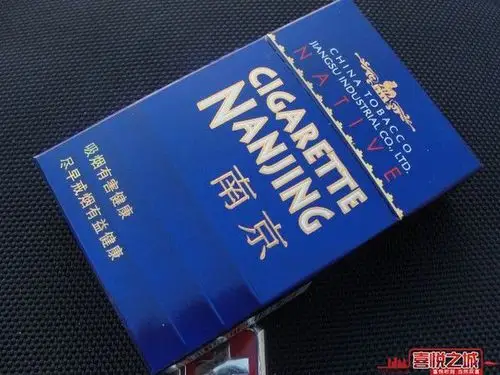 CHINA TOBACCO
JIANGSU INDUSTRIAL CO., LTD.
NATIVE
CIGARETTE
NANJING
南京
吸烟有害健康
尽早戒烟有益健康
喜悦之城